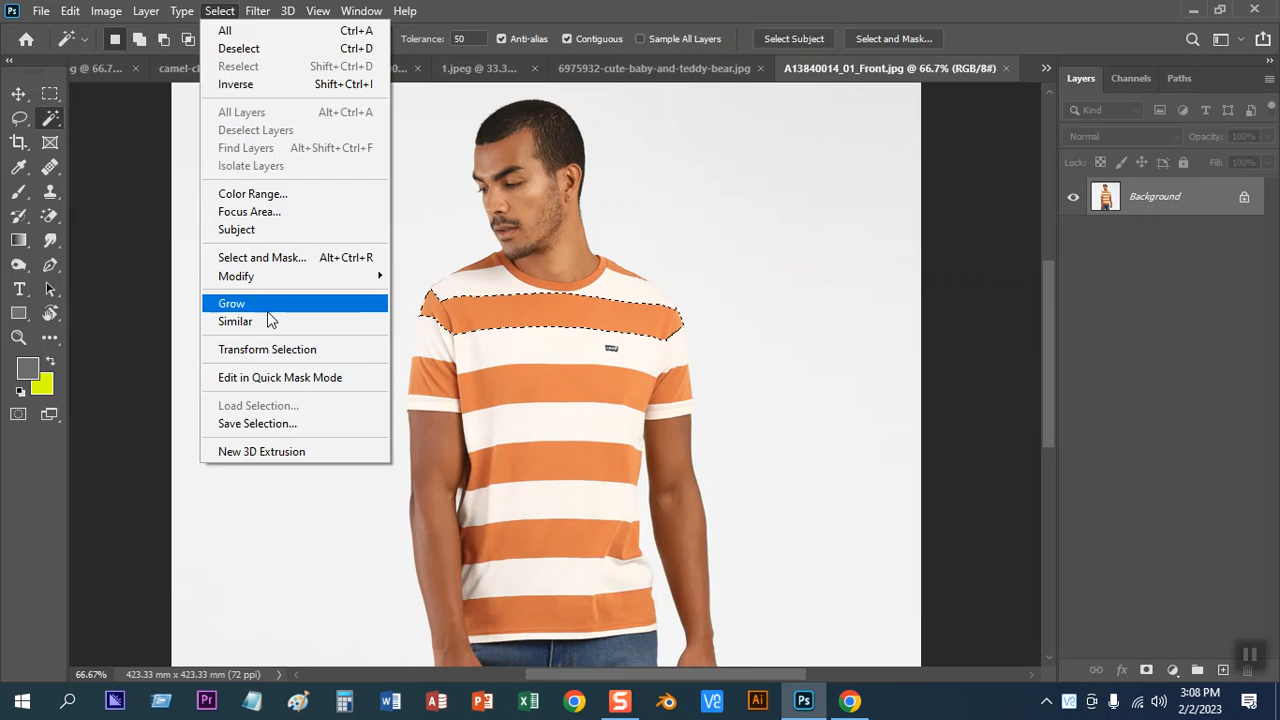 Ps File Edit Image Layer Type Select Filter 3D View Window Help
Tolerance: 50 Anti-alias Contiguous Sample All Layers Select Subject Select and Mask...
g @ 66.7... × camel-c × 1.jpeg @ 33.3... × 6975932-cute-baby-and-teddy-bear.jpg × A13840014_01_Front.jpg @ 66.7% (RGB/8#) ×
All Ctrl+A
Deselect Ctrl+D
Reselect Shift+Ctrl+D
Inverse Shift+Ctrl+I
All Layers Alt+Ctrl+A
Deselect Layers
Find Layers Alt+Shift+Ctrl+F
Isolate Layers
Color Range...
Focus Area...
Subject
Select and Mask... Alt+Ctrl+R
Modify
Grow
Similar
Transform Selection
Edit in Quick Mask Mode
Load Selection...
Save Selection...
New 3D Extrusion
Layers Channels Paths
Kind
Normal Opacity: 100%
Lock: Fill: 100%
Background
66.67% 423.33 mm x 423.33 mm (72 ppi)
Pr W A P X S Ai Ps
5:08 PM
2/2/2023